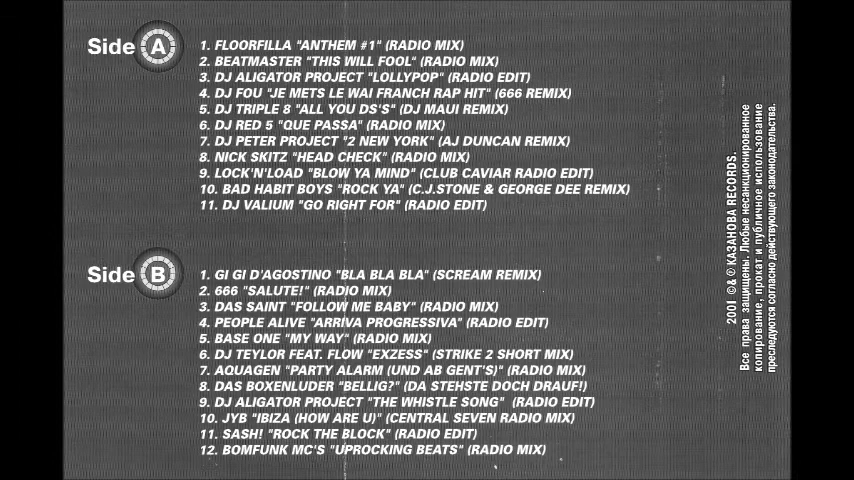 Side A
1. FLOORFILLA "ANTHEM #1" (RADIO MIX)
2. BEATMASTER "THIS WILL FOOL" (RADIO MIX)
3. DJ ALIGATOR PROJECT "LOLLYPOP" (RADIO EDIT)
4. DJ FOU "JE METS LE WAI FRANCH RAP HIT" (666 REMIX)
5. DJ TRIPLE 8 "ALL YOU DS'S" (DJ MAUI REMIX)
6. DJ RED 5 "QUE PASSA" (RADIO MIX)
7. DJ PETER PROJECT "2 NEW YORK" (AJ DUNCAN REMIX)
8. NICK SKITZ "HEAD CHECK" (RADIO MIX)
9. LOCK'N'LOAD "BLOW YA MIND" (CLUB CAVIAR RADIO EDIT)
10. BAD HABIT BOYS "ROCK YA" (C.J.STONE & GEORGE DEE REMIX)
11. DJ VALIUM "GO RIGHT FOR" (RADIO EDIT)
Side B
1. GI GI D'AGOSTINO "BLA BLA BLA" (SCREAM REMIX)
2. 666 "SALUTE!" (RADIO MIX)
3. DAS SAINT "FOLLOW ME BABY" (RADIO MIX)
4. PEOPLE ALIVE "ARRIVA PROGRESSIVA" (RADIO EDIT)
5. BASE ONE "MY WAY" (RADIO MIX)
6. DJ TEYLOR FEAT. FLOW "EXZESS" (STRIKE 2 SHORT MIX)
7. AQUAGEN "PARTY ALARM (UND AB GENT'S)" (RADIO MIX)
8. DAS BOXENLUDER "BELLIG?" (DA STEHSTE DOCH DRAUF!)
9. DJ ALIGATOR PROJECT "THE WHISTLE SONG" (RADIO EDIT)
10. JYB "IBIZA (HOW ARE U)" (CENTRAL SEVEN RADIO MIX)
11. SASH! "ROCK THE BLOCK" (RADIO EDIT)
12. BOMFUNK MC'S "UPROCKING BEATS" (RADIO MIX)
2001 ©& ℗ КАЗАНОВА RECORDS.
Все права защищены. Любые несанкционированное
копирование, прокат и публичное использование
преследуются согласно действующего законодательства.